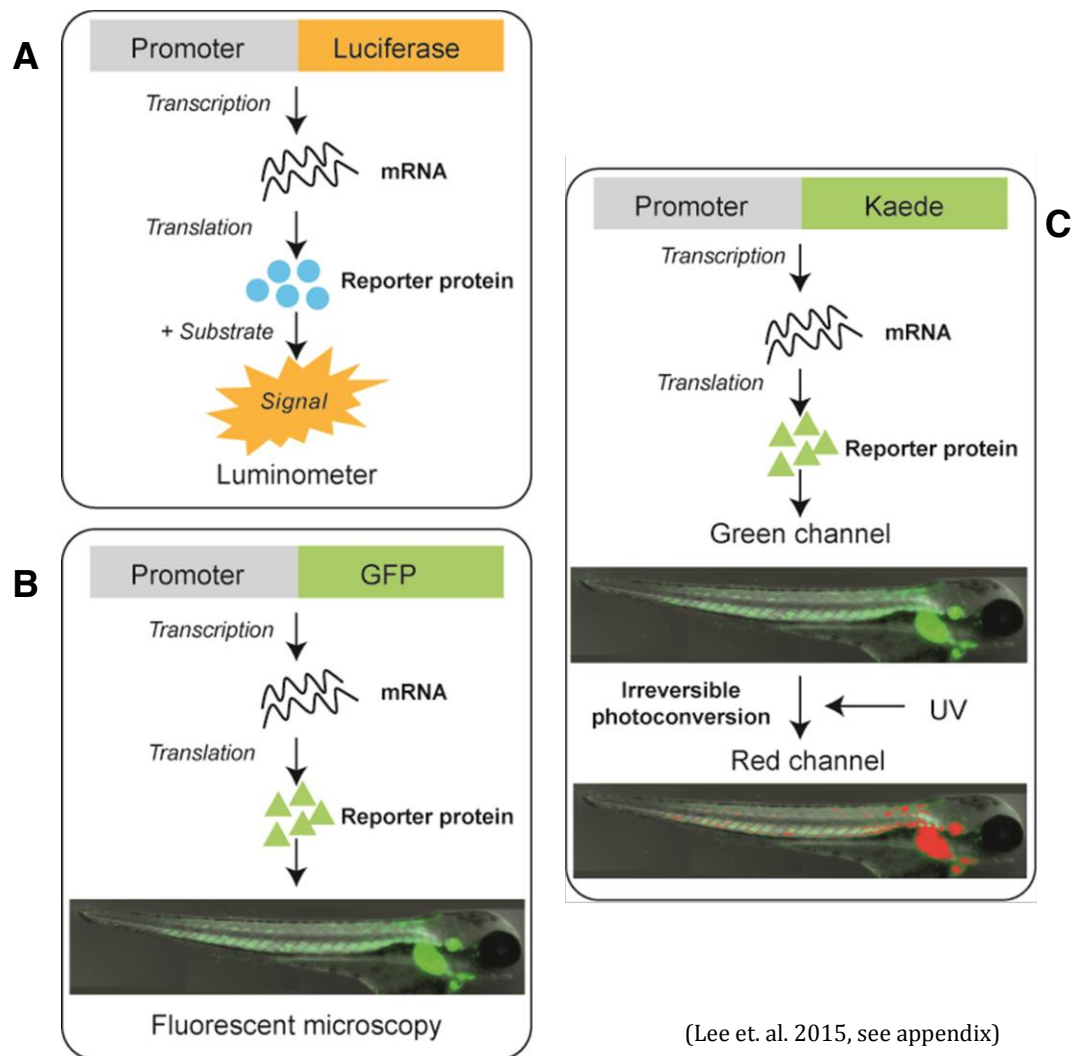 A
Promoter Luciferase
Transcription
mRNA
Translation
Reporter protein
+ Substrate
Signal
Luminometer
B
Promoter GFP
Transcription
mRNA
Translation
Reporter protein
Fluorescent microscopy
C
Promoter Kaede
Transcription
mRNA
Translation
Reporter protein
Green channel
Irreversible
photoconversion
UV
Red channel
(Lee et. al. 2015, see appendix)